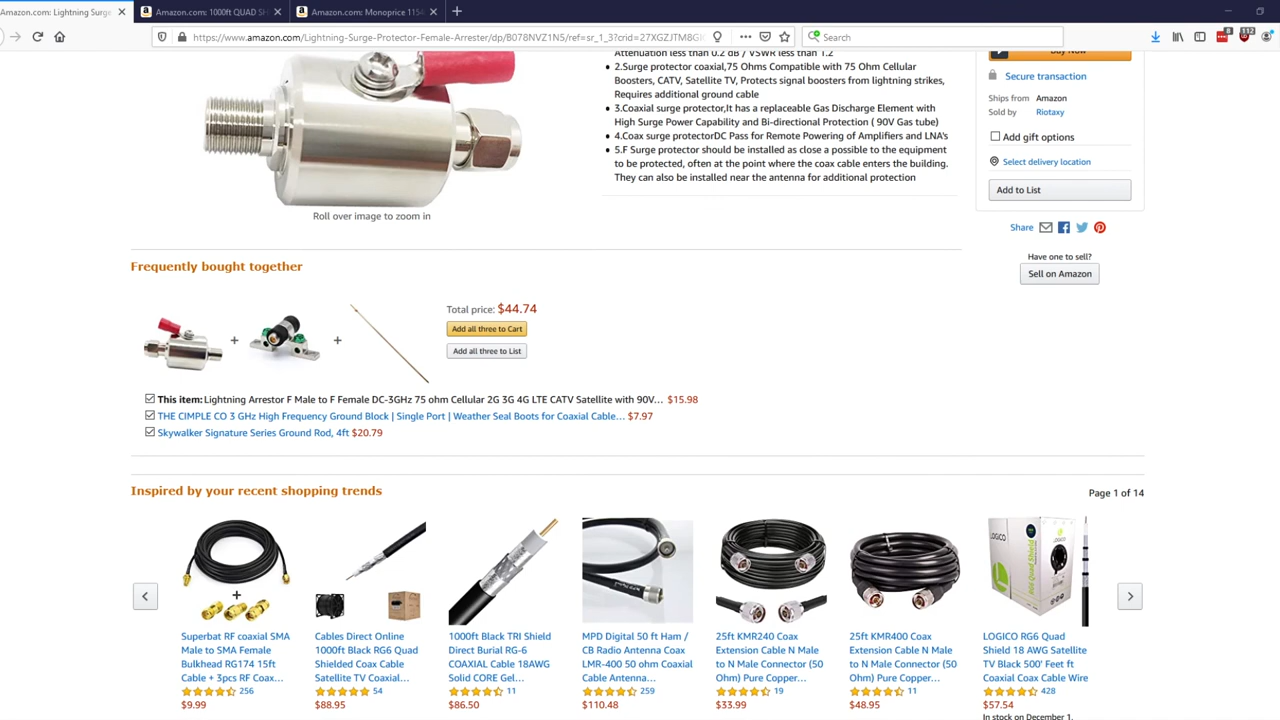 Amazon.com: Lightning Surge
Amazon.com: 1000ft QUAD SH
Amazon.com: Monoprice 1154
https://www.amazon.com/Lightning-Surge-Protector-Female-Arrester/dp/B078NVZ1N5/ref=sr_1_3?crid=27XGZJTM8G
Search
8
112
Attenuation less than 0.2 dB / VSWR less than 1.2
2.Surge protector coaxial,75 Ohms Compatible with 75 Ohm Cellular
Boosters, CATV, Satellite TV, Protects signal boosters from lightning strikes,
Requires additional ground cable
3.Coaxial surge protector,It has a replaceable Gas Discharge Element with
High Surge Power Capability and Bi-directional Protection ( 90V Gas tube)
4.Coax surge protectorDC Pass for Remote Powering of Amplifiers and LNA's
5.F Surge protector should be installed as close a possible to the equipment
to be protected, often at the point where the coax cable enters the building.
They can also be installed near the antenna for additional protection
Roll over image to zoom in
Buy Now
Secure transaction
Ships from Amazon
Sold by Riotaxy
Add gift options
Select delivery location
Add to List
Share
Have one to sell?
Sell on Amazon
Frequently bought together
+
+
Total price: $44.74
Add all three to Cart
Add all three to List
This item: Lightning Arrestor F Male to F Female DC-3GHz 75 ohm Cellular 2G 3G 4G LTE CATV Satellite with 90V… $15.98
THE CIMPLE CO 3 GHz High Frequency Ground Block | Single Port | Weather Seal Boots for Coaxial Cable… $7.97
Skywalker Signature Series Ground Rod, 4ft $20.79
Inspired by your recent shopping trends
Page 1 of 14
Superbat RF coaxial SMA
Male to SMA Female
Bulkhead RG174 15ft
Cable + 3pcs RF Coax…
256
$9.99
Cables Direct Online
1000ft Black RG6 Quad
Shielded Coax Cable
Satellite TV Coaxial…
54
$88.95
1000ft Black TRI Shield
Direct Burial RG-6
COAXIAL Cable 18AWG
Solid CORE Gel…
11
$86.50
MPD Digital 50 ft Ham /
CB Radio Antenna Coax
LMR-400 50 ohm Coaxial
Cable Antenna…
259
$110.48
25ft KMR240 Coax
Extension Cable N Male
to N Male Connector (50
Ohm) Pure Copper…
19
$33.99
25ft KMR400 Coax
Extension Cable N Male
to N Male Connector (50
Ohm) Pure Copper…
11
$48.95
LOGICO
LOGICO RG6 Quad
Shield 18 AWG Satellite
TV Black 500' Feet ft
Coaxial Coax Cable Wire
428
$57.54
In stock on December 1,